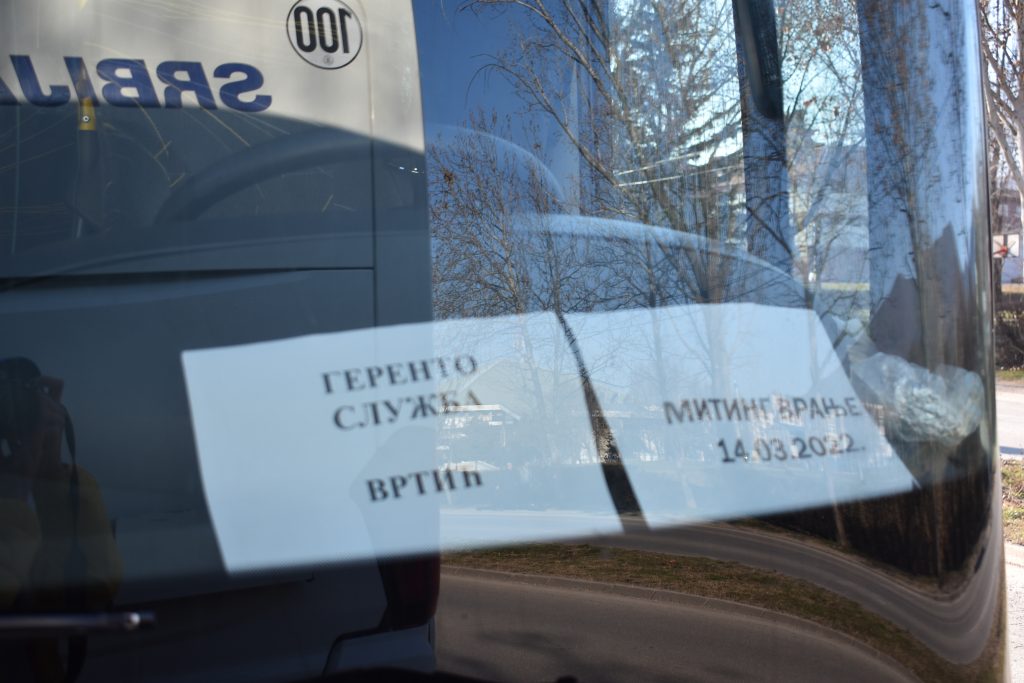 100
SRBIJA
ГЕРЕНТО
СЛУЖБА
ВРТИЋ
МИТИНГ ВРАЊЕ
14.03.2022.